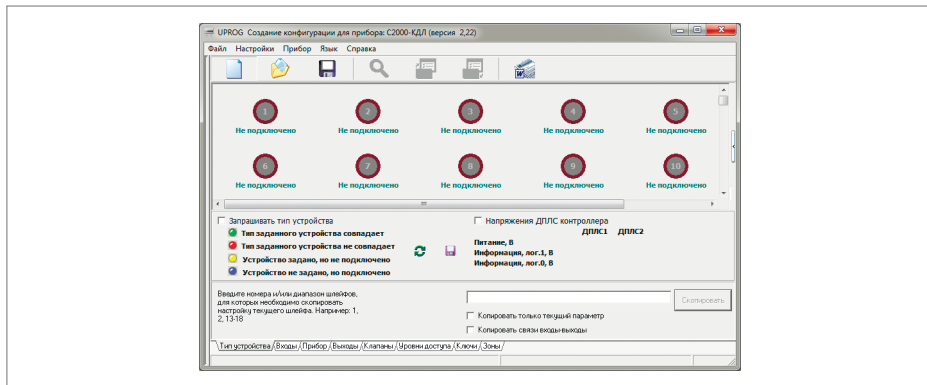 UPROG Создание конфигурации для прибора: С2000-КДЛ (версия 2,22)
Файл Настройки Прибор Язык Справка
1 2 3 4 5
Не подключено Не подключено Не подключено Не подключено Не подключено
6 7 8 9 10
Не подключено Не подключено Не подключено Не подключено Не подключено
Запрашивать тип устройства
Тип заданного устройства совпадает
Тип заданного устройства не совпадает
Устройство задано, но не подключено
Устройство не задано, но подключено
Напряжения ДПЛС контроллера
ДПЛС1 ДПЛС2
Питание, В
Информация, лог.1, В
Информация, лог.0, В
Введите номера и/или диапазон шлейфов,
для которых необходимо скопировать
настройку текущего шлейфа. Например: 1,
2, 13-18
Скопировать
Копировать только текущий параметр
Копировать связи входы-выходы
Тип устройства Входы Прибор Выходы Клапаны Уровни доступа Ключи Зоны